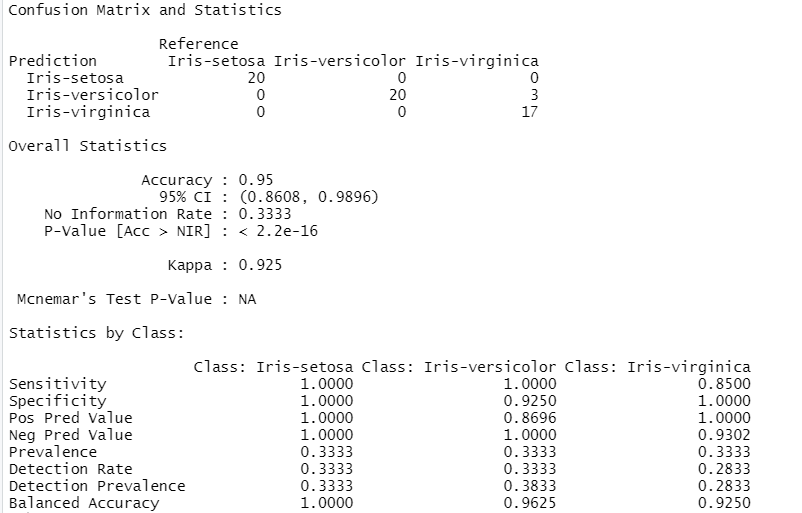 Confusion Matrix and Statistics
Reference
Prediction Iris-setosa Iris-versicolor Iris-virginica
Iris-setosa 20 0 0
Iris-versicolor 0 20 3
Iris-virginica 0 0 17
Overall Statistics
Accuracy : 0.95
95% CI : (0.8608, 0.9896)
No Information Rate : 0.3333
P-Value [Acc > NIR] : < 2.2e-16
Kappa : 0.925
Mcnemar's Test P-Value : NA
Statistics by Class:
Class: Iris-setosa Class: Iris-versicolor Class: Iris-virginica
Sensitivity 1.0000 1.0000 0.8500
Specificity 1.0000 0.9250 1.0000
Pos Pred Value 1.0000 0.8696 1.0000
Neg Pred Value 1.0000 1.0000 0.9302
Prevalence 0.3333 0.3333 0.3333
Detection Rate 0.3333 0.3333 0.2833
Detection Prevalence 0.3333 0.3833 0.2833
Balanced Accuracy 1.0000 0.9625 0.9250